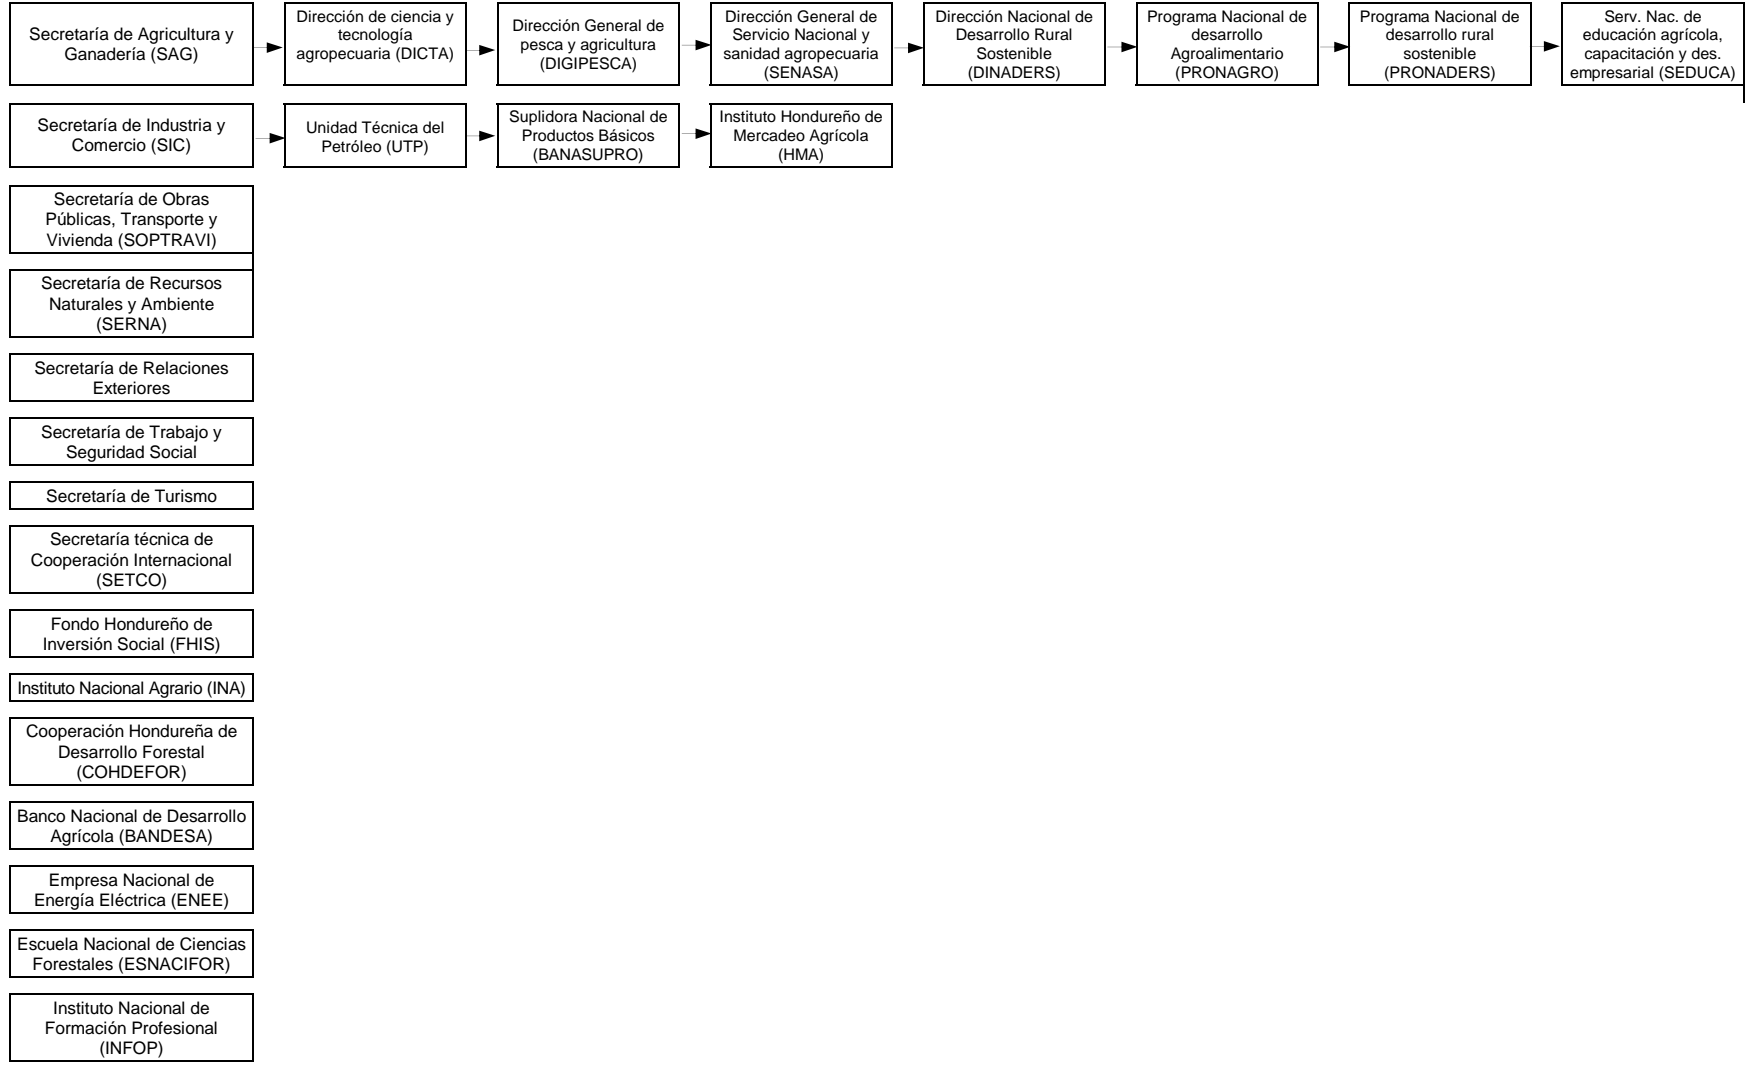 Secretaría de Agricultura y
Ganadería (SAG)
Dirección de ciencia y
tecnología
agropecuaria (DICTA)
Dirección General de
pesca y agricultura
(DIGIPESCA)
Dirección General de
Servicio Nacional y
sanidad agropecuaria
(SENASA)
Dirección Nacional de
Desarrollo Rural
Sostenible
(DINADERS)
Programa Nacional de
desarrollo
Agroalimentario
(PRONAGRO)
Programa Nacional de
desarrollo rural
sostenible
(PRONADERS)
Serv. Nac. de
educación agrícola,
capacitación y des.
empresarial (SEDUCA)
Secretaría de Industria y
Comercio (SIC)
Unidad Técnica del
Petróleo (UTP)
Suplidora Nacional de
Productos Básicos
(BANASUPRO)
Instituto Hondureño de
Mercadeo Agrícola
(HMA)
Secretaría de Obras
Públicas, Transporte y
Vivienda (SOPTRAVI)
Secretaría de Recursos
Naturales y Ambiente
(SERNA)
Secretaría de Relaciones
Exteriores
Secretaría de Trabajo y
Seguridad Social
Secretaría de Turismo
Secretaría técnica de
Cooperación Internacional
(SETCO)
Fondo Hondureño de
Inversión Social (FHIS)
Instituto Nacional Agrario (INA)
Cooperación Hondureña de
Desarrollo Forestal
(COHDEFOR)
Banco Nacional de Desarrollo
Agrícola (BANDESA)
Empresa Nacional de
Energía Eléctrica (ENEE)
Escuela Nacional de Ciencias
Forestales (ESNACIFOR)
Instituto Nacional de
Formación Profesional
(INFOP)